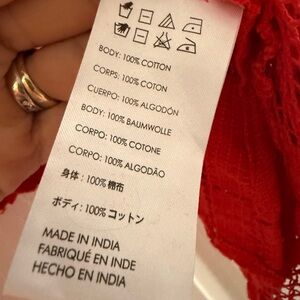 BODY: 100% COTTON
CORPS: 100% COTON
CUERPO: 100% ALGODÓN
BODY: 100% BAUMWOLLE
CORPO: 100% COTONE
CORPO: 100% ALGODÃO
身体：100% 棉布
ボディ：100% コットン
MADE IN INDIA
FABRIQUÉ EN INDE
HECHO EN INDIA